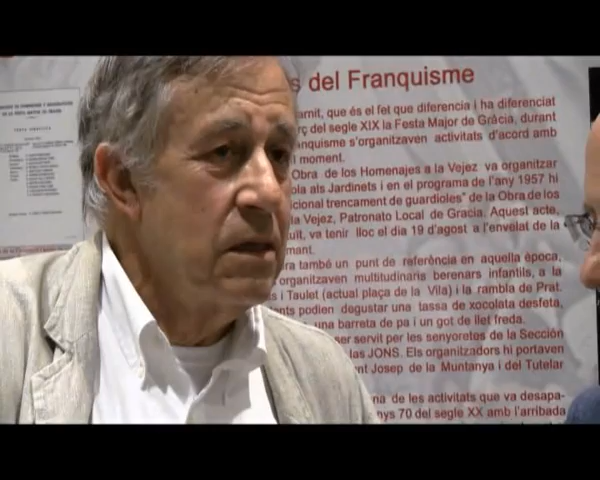 s del Franquisme
amit, que és el fet que diferencia i ha diferenciat
rç del segle XIX la Festa Major de Gràcia, durant
anquisme s'organitzaven activitats d'acord amb
l moment.
Obra de los Homenajes a la Vejez va organizar
ola als Jardinets i en el programa de l'any 1957 hi
cional trencament de guardioles" de la Obra de los
la Vejez, Patronato Local de Gracia. Aquest acte,
uït, va tenir lloc el dia 19 d'agost a l'envelat de la
mant.
ra també un punt de referència en aquella època,
organitzaven multitudinaris berenars infantils, a la
s i Taulet (actual plaça de la Vila) i la rambla de Prat.
nts podien degustar una tassa de xocolata desfeta,
una barreta de pa i un got de llet freda.
ser servit per les senyoretes de la Sección
las JONS. Els organizadors hi portaven
nt Josep de la Muntanya i del Tutelar
na de les activitats que va desapa-
nys 70 del segle XX amb l'arribada